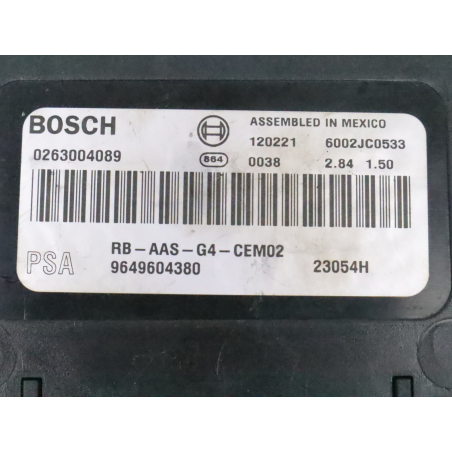 BOSCH ASSEMBLED IN MEXICO
120221 6002JC0533
0263004089 864 0038 2.84 1.50
RB-AAS-G4-CEM02
PSA 9649604380 23054H